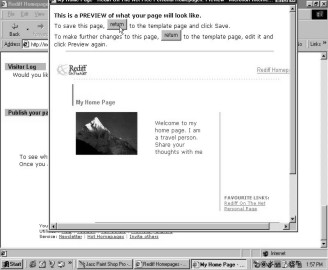 This is a PREVIEW of what your page will look like.
To save this page, return to the template page and click Save.
To make further changes to this page, return to the template page, edit it and
click Preview again.
Rediff
Rediff Homep
My Home Page
Welcome to my
home page. I am
a travel person.
Share your
thoughts with me
FAVOURITE LINKS:
Rediff On The Net
Personal Page
Rediff Homepage
File
Back
Address
Links
Visitor Log
Would you lik
Publish your pa
To see wh
Once you
Newsletter | Hot Homepages | Invite others
Internet
Start
Jasc Paint Shop Pro -
Rediff Homepages -
My Home Page - ...
1:57 PM